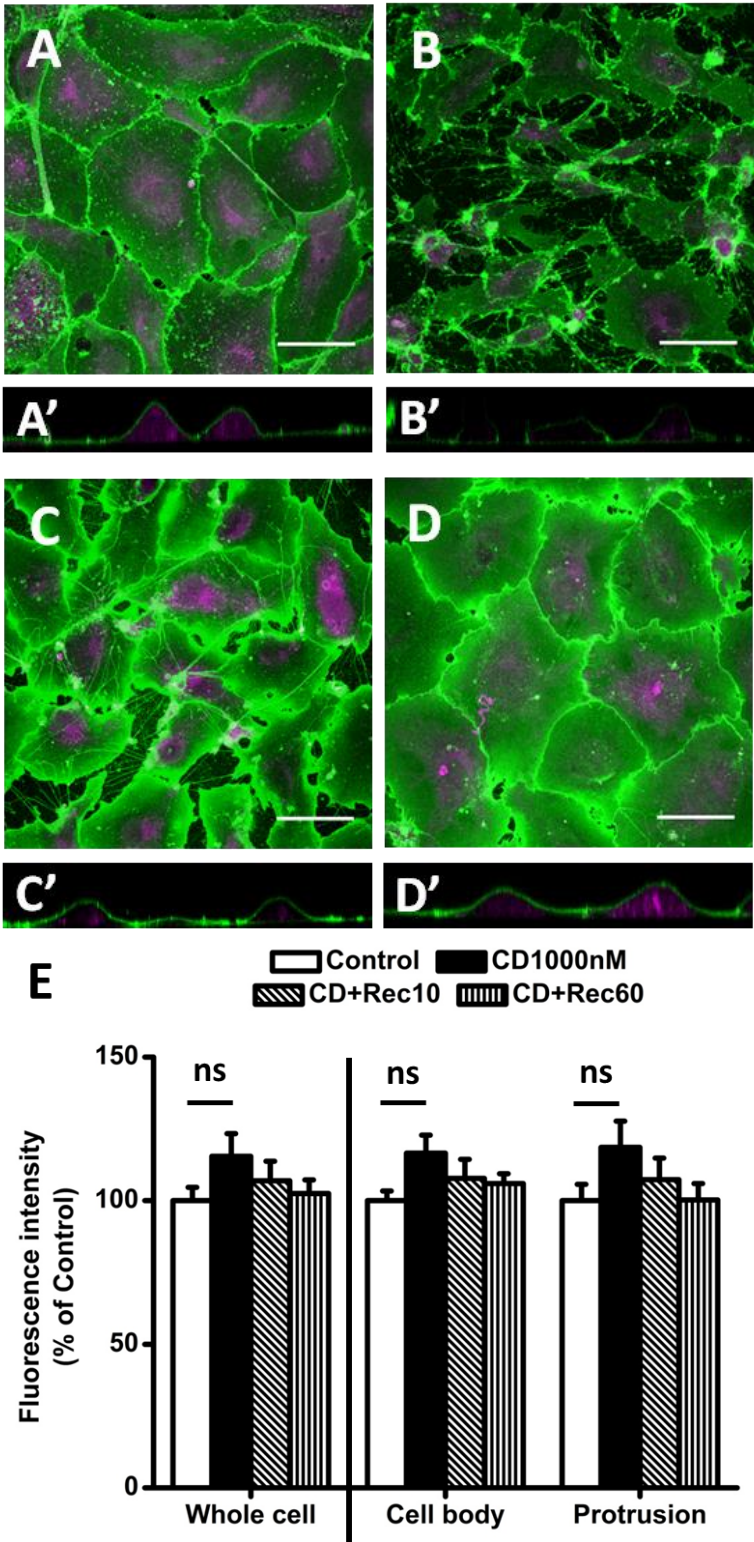 A
B
A’
B’
C
D
C’
D’
E
Control CD1000nM
CD+Rec10 CD+Rec60
Fluorescence intensity
(% of Control)
150
100
50
0
ns
ns
ns
Whole cell
Cell body
Protrusion